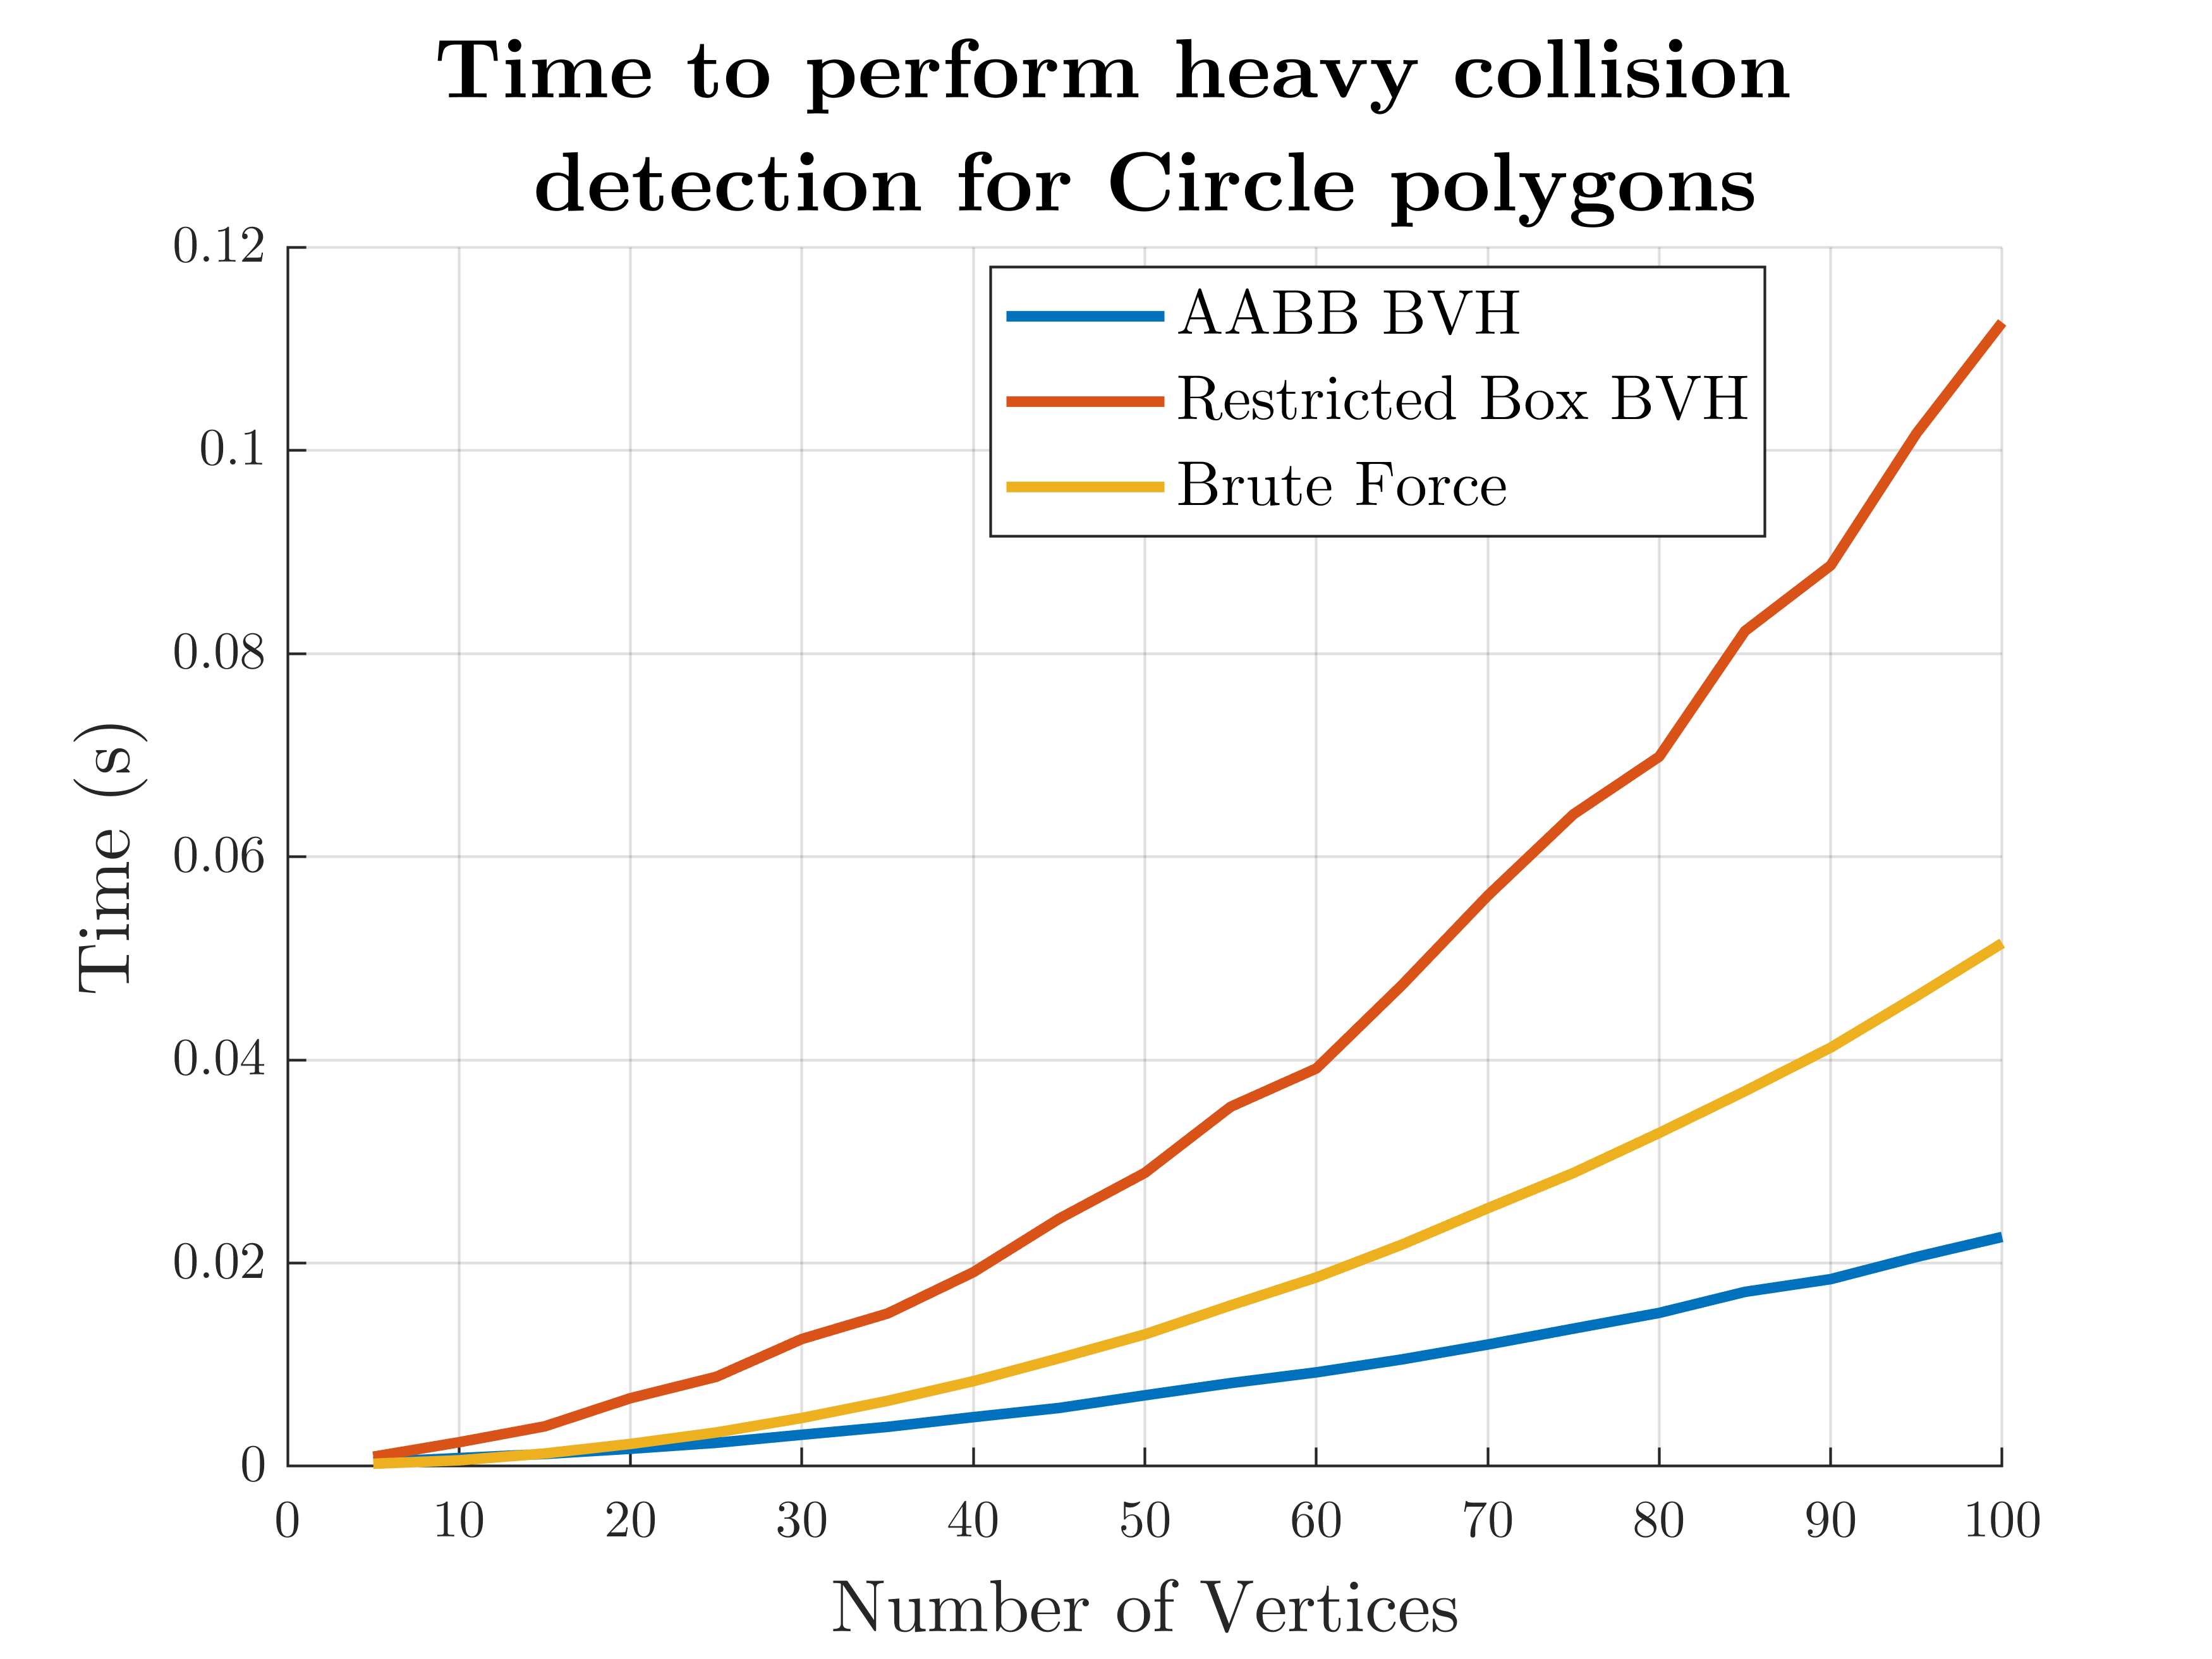 Time to perform heavy collision
detection for Circle polygons
AABB BVH
Restricted Box BVH
Brute Force
Time (s)
0.12
0.1
0.08
0.06
0.04
0.02
0
0 10 20 30 40 50 60 70 80 90 100
Number of Vertices